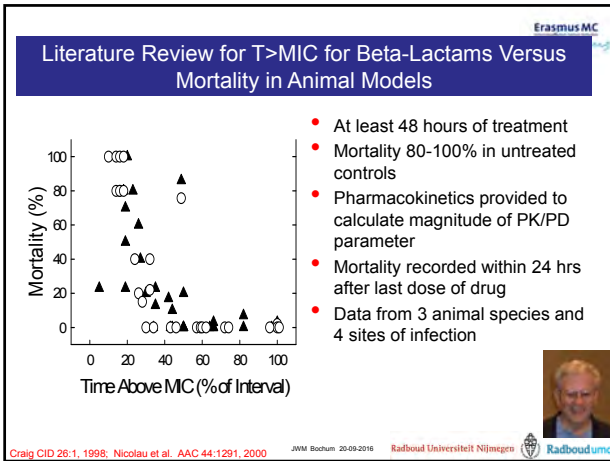 Erasmus MC
Literature Review for T>MIC for Beta-Lactams Versus
Mortality in Animal Models
• At least 48 hours of treatment
• Mortality 80-100% in untreated
controls
• Pharmacokinetics provided to
calculate magnitude of PK/PD
parameter
• Mortality recorded within 24 hrs
after last dose of drug
• Data from 3 animal species and
4 sites of infection
Mortality (%)
100
80
60
40
20
0
0 20 40 60 80 100
Time Above MIC (% of Interval)
Craig CID 26:1, 1998; Nicolau et al. AAC 44:1291, 2000
JWM Bochum 20-09-2016
Radboud Universiteit Nijmegen
Radboudumc